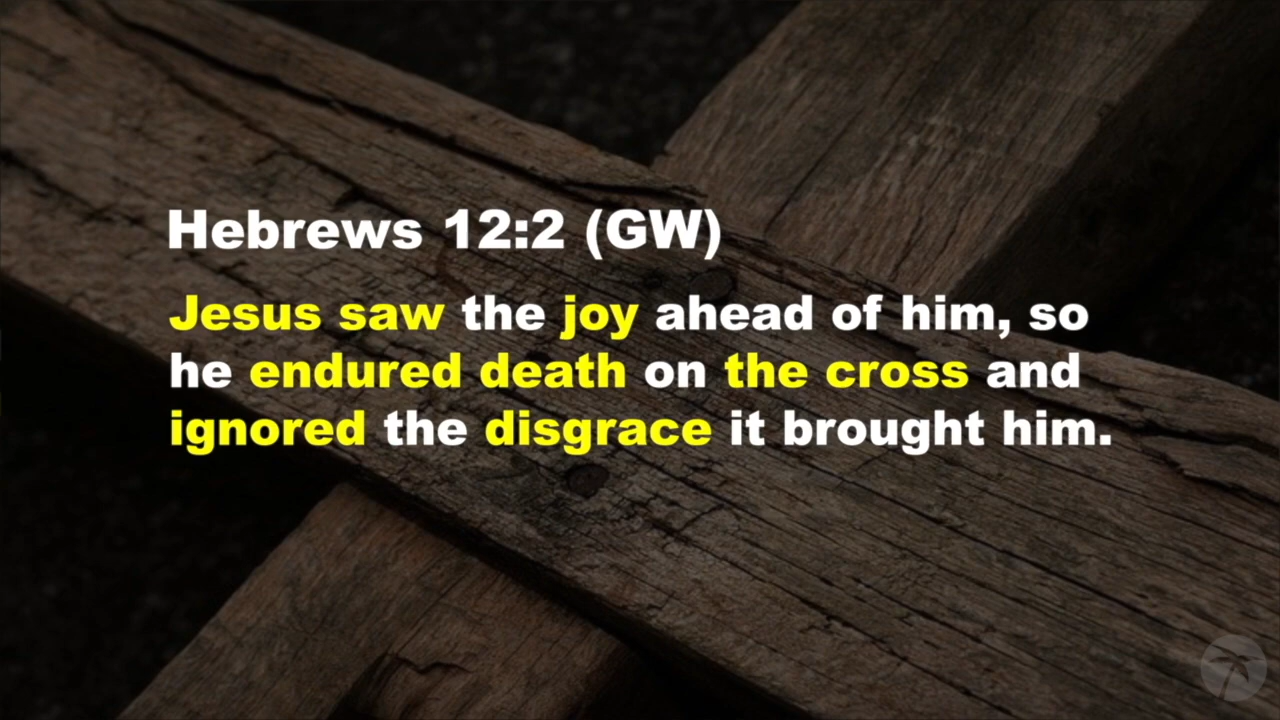 Hebrews 12:2 (GW)
Jesus saw the joy ahead of him, so
he endured death on the cross and
ignored the disgrace it brought him.